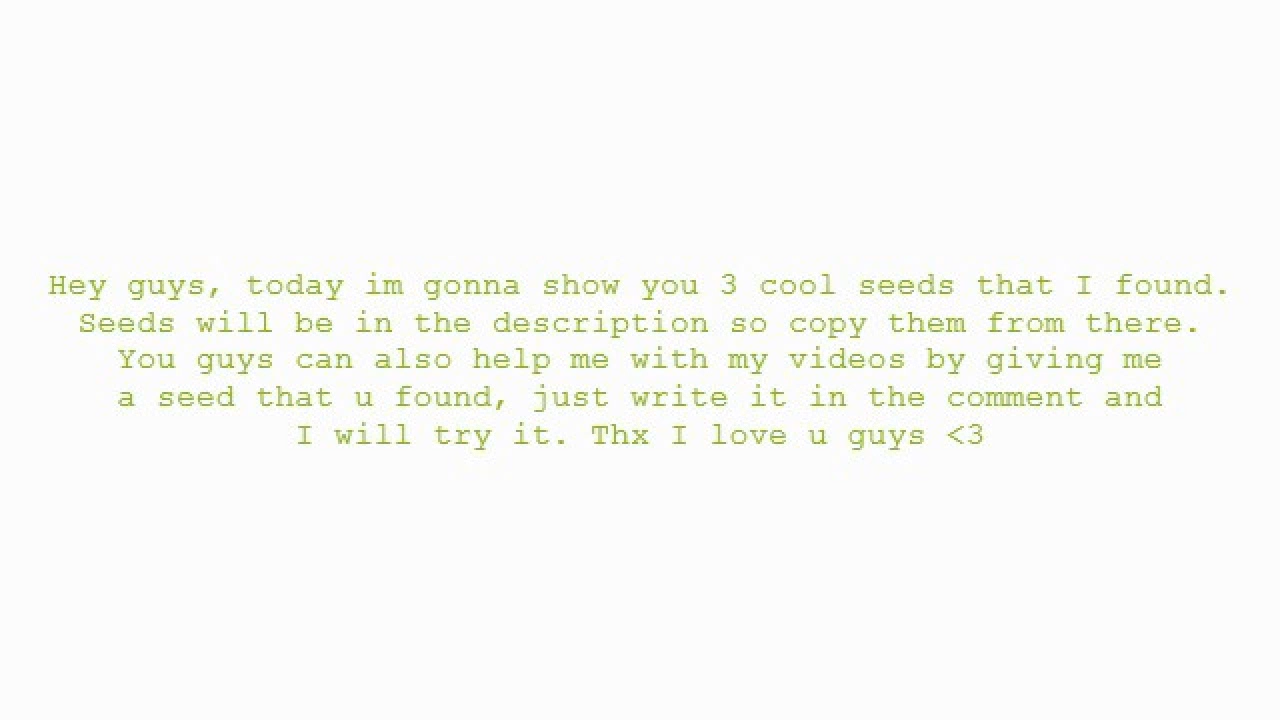 Hey guys, today im gonna show you 3 cool seeds that I found.
Seeds will be in the description so copy them from there.
You guys can also help me with my videos by giving me
a seed that u found, just write it in the comment and
I will try it. Thx I love u guys <3